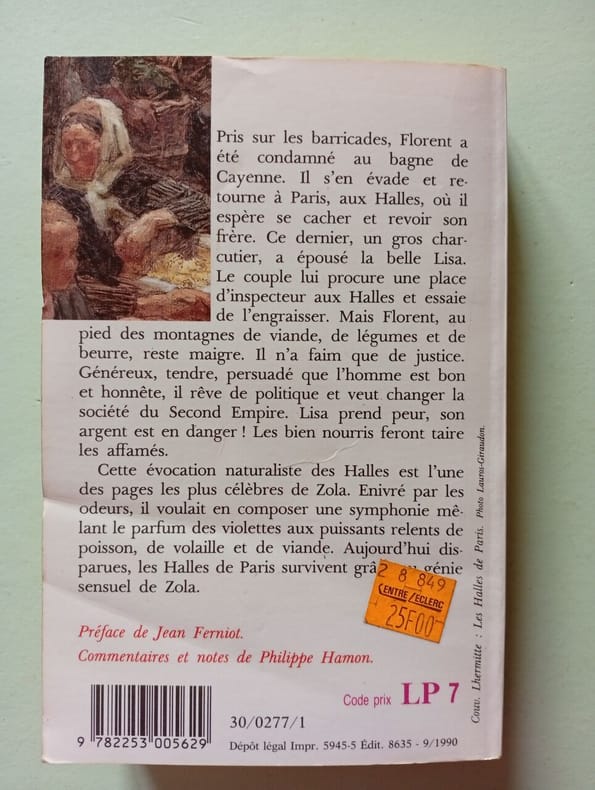 Pris sur les barricades, Florent a
été condamné au bagne de
Cayenne. Il s'en évade et re-
tourne à Paris, aux Halles, où il
espère se cacher et revoir son
frère. Ce dernier, un gros char-
cutier, a épousé la belle Lisa.
Le couple lui procure une place
d'inspecteur aux Halles et essaie
de l'engraisser. Mais Florent, au
pied des montagnes de viande, de légumes et de
beurre, reste maigre. Il n'a faim que de justice.
Généreux, tendre, persuadé que l'homme est bon
et honnête, il rêve de politique et veut changer la
société du Second Empire. Lisa prend peur, son
argent est en danger ! Les bien nourris feront taire
les affamés.
Cette évocation naturaliste des Halles est l'une
des pages les plus célèbres de Zola. Enivré par les
odeurs, il voulait en composer une symphonie mê-
lant le parfum des violettes aux puissants relents de
poisson, de volaille et de viande. Aujourd'hui dis-
parues, les Halles de Paris survivent génie
sensuel de Zola.
2 8 849
CENTRE/ECLERC
25F00
Préface de Jean Ferniot.
Commentaires et notes de Philippe Hamon.
Code prix LP 7
9 782253 005629
30/0277/1
Dépôt légal Impr. 5945-5 Édit. 8635 - 9/1990
Couv. Lhermitte : Les Halles de Paris. Photo Lauros-Giraudon.